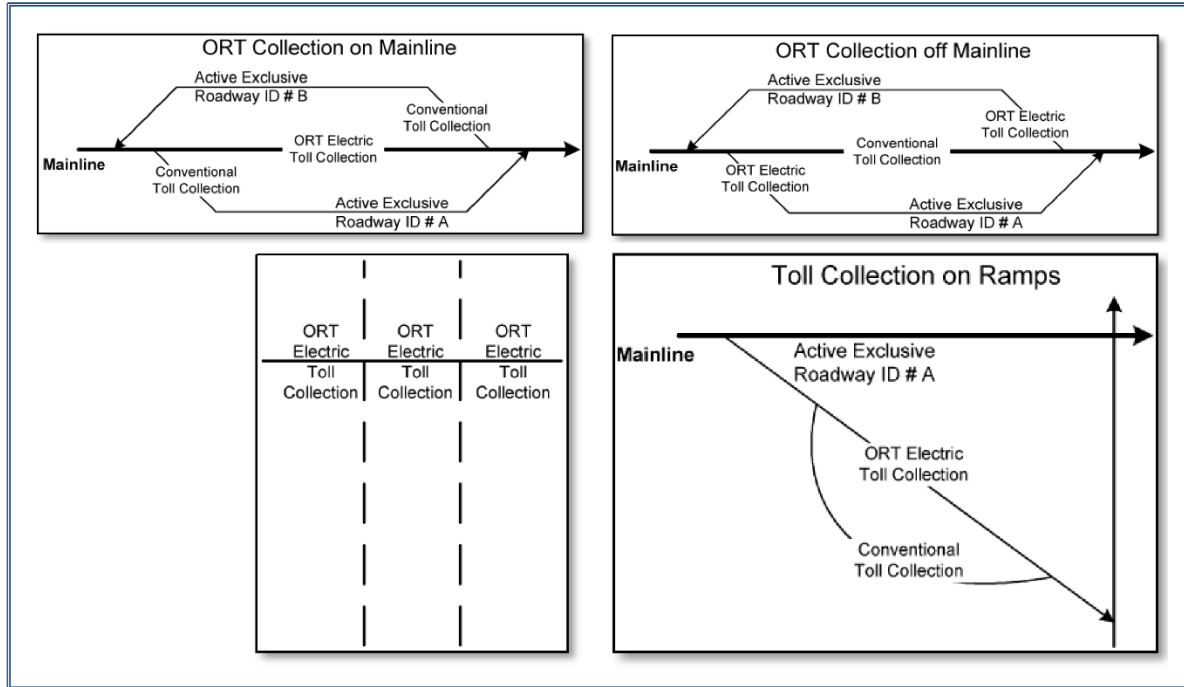 ORT Collection on Mainline
Active Exclusive
Roadway ID # B
Conventional
Toll Collection
ORT Electric
Toll Collection
Mainline
Conventional
Toll Collection
Active Exclusive
Roadway ID # A
ORT Collection off Mainline
Active Exclusive
Roadway ID # B
ORT Electric
Toll Collection
Conventional
Toll Collection
Mainline
ORT Electric
Toll Collection
Active Exclusive
Roadway ID # A
ORT
Electric
Toll
Collection
ORT
Electric
Toll
Collection
ORT
Electric
Toll
Collection
Toll Collection on Ramps
Mainline
Active Exclusive
Roadway ID # A
ORT Electric
Toll Collection
Conventional
Toll Collection